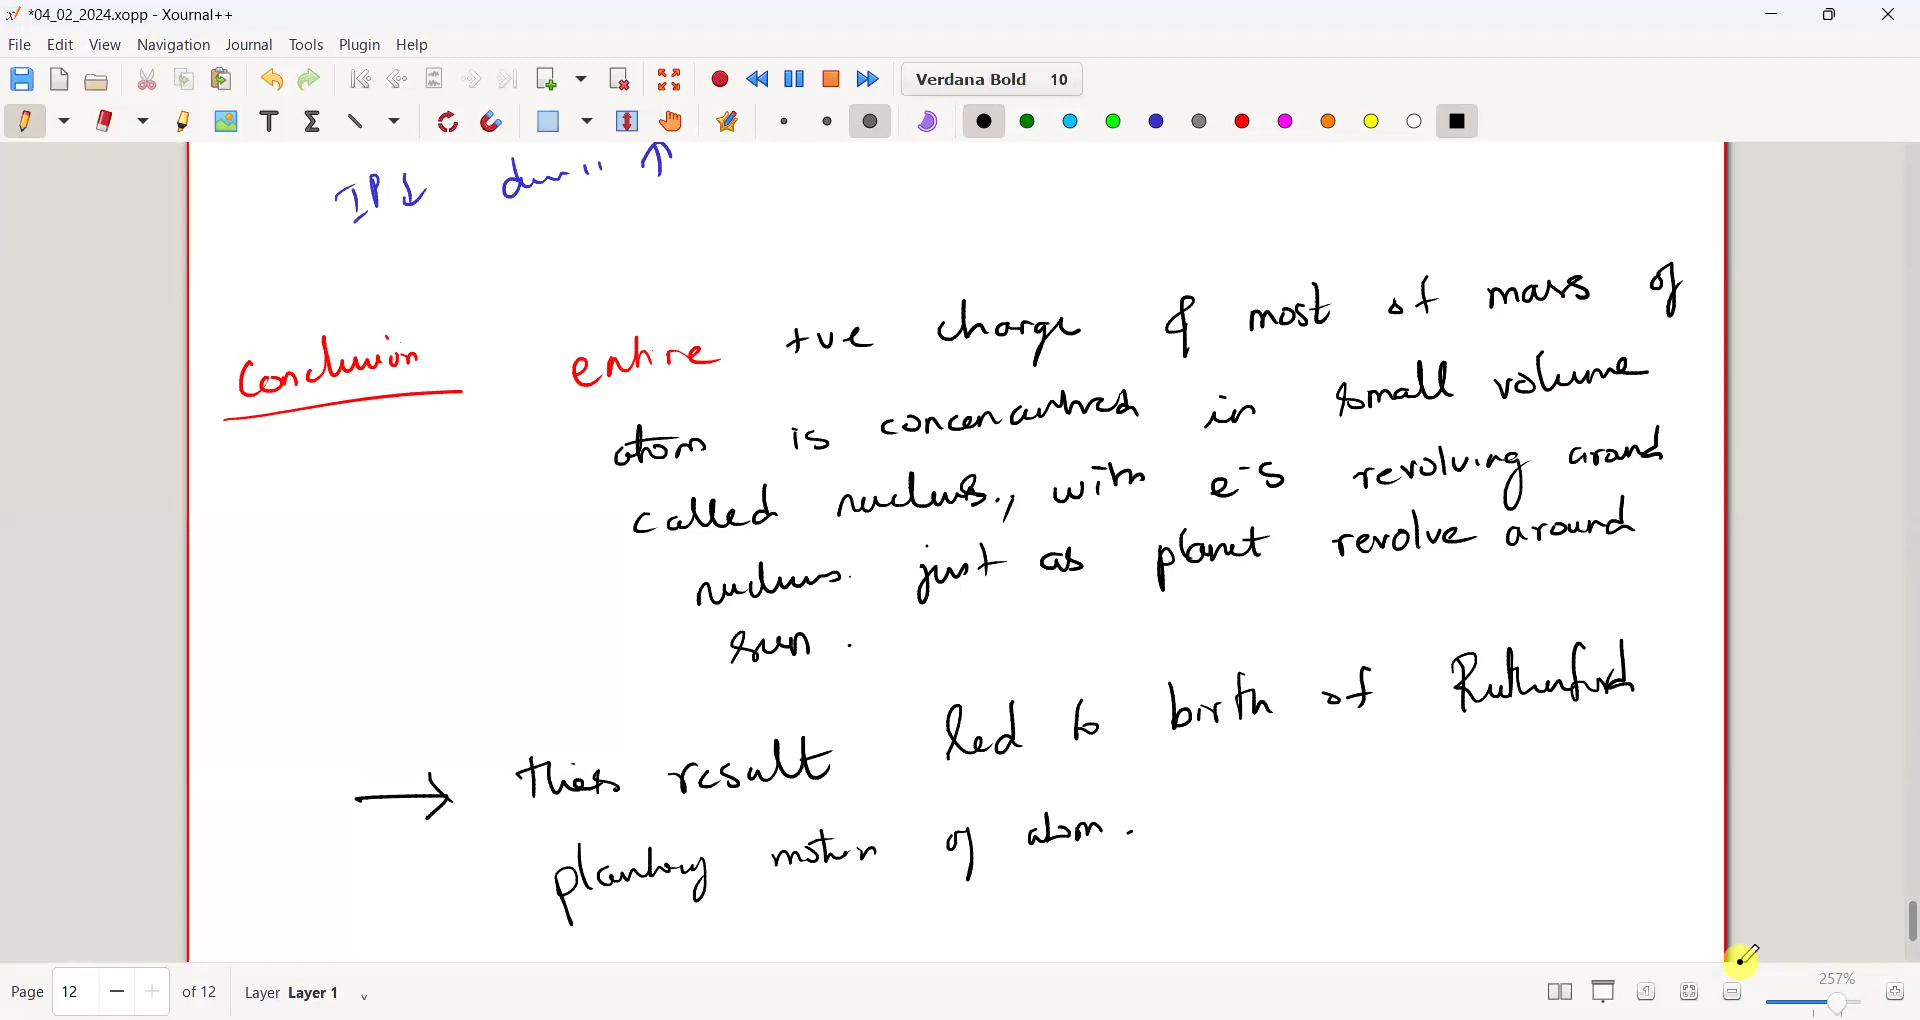 *04_02_2024.xopp - Xournal++
File Edit View Navigation Journal Tools Plugin Help
Verdana Bold 10
IP↓ ↑
Conclusion entire +ve charge & most of mass of
atom is concentrated in small volume
called nucleus, with e-s revolving around
nucleus. just as planet revolve around
sun.
→ this result led to birth of Rutherford
planetary motion of atom.
Page 12 of 12 Layer Layer 1 257%